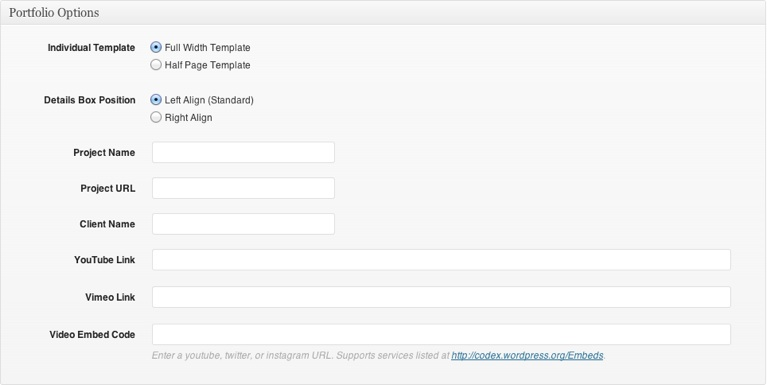 Portfolio Options
Individual Template
Full Width Template
Half Page Template
Details Box Position
Left Align (Standard)
Right Align
Project Name
Project URL
Client Name
YouTube Link
Vimeo Link
Video Embed Code
Enter a youtube, twitter, or instagram URL. Supports services listed at http://codex.wordpress.org/Embeds.